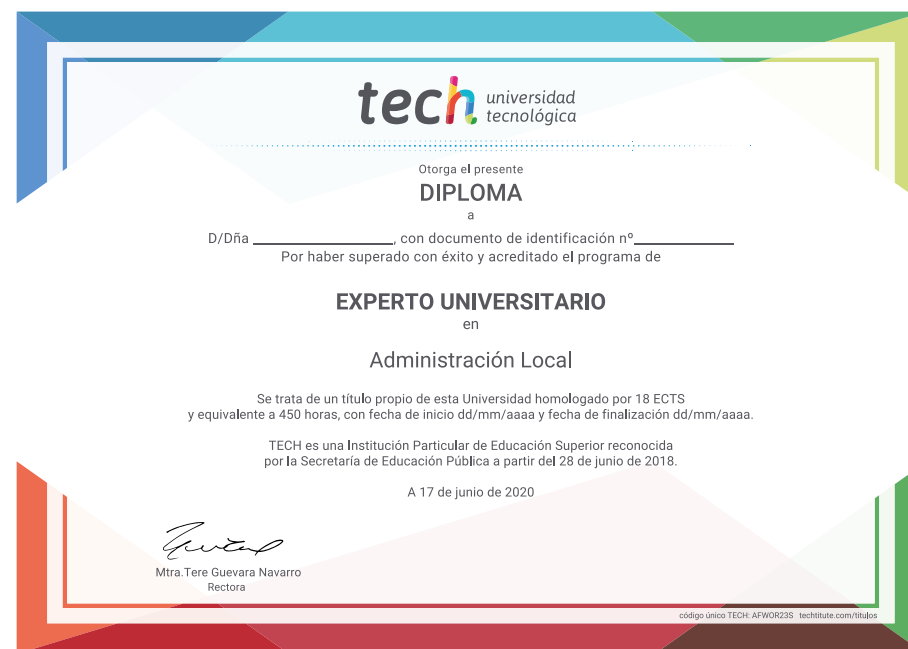 tech universidad
tecnológica
Otorga el presente
DIPLOMA
a
D/Dña ______________, con documento de identificación nº__________
Por haber superado con éxito y acreditado el programa de
EXPERTO UNIVERSITARIO
en
Administración Local
Se trata de un título propio de esta Universidad homologado por 18 ECTS
y equivalente a 450 horas, con fecha de inicio dd/mm/aaaa y fecha de finalización dd/mm/aaaa.
TECH es una Institución Particular de Educación Superior reconocida
por la Secretaría de Educación Pública a partir del 28 de junio de 2018.
A 17 de junio de 2020
Mtra.Tere Guevara Navarro
Rectora
código único TECH: AFWOR23S techtitute.com/titulos